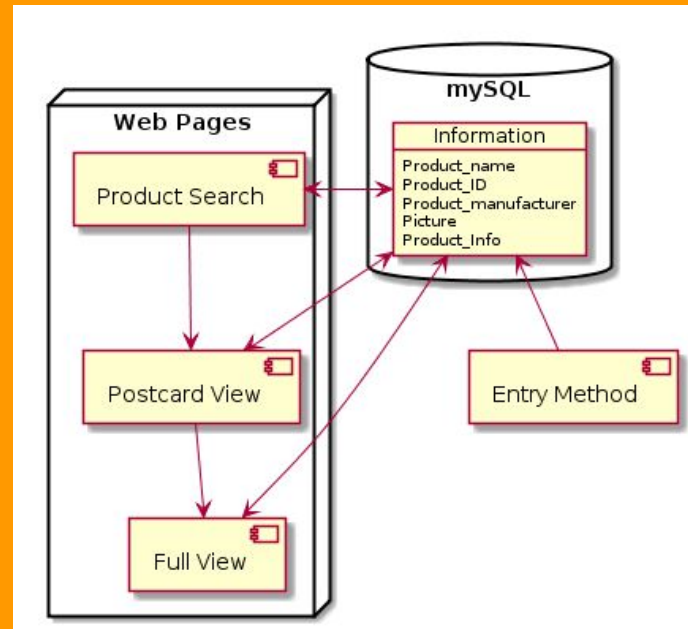 mySQL
Web Pages
Information
Product_name
Product_ID
Product_manufacturer
Picture
Product_Info
Product Search
Postcard View
Entry Method
Full View